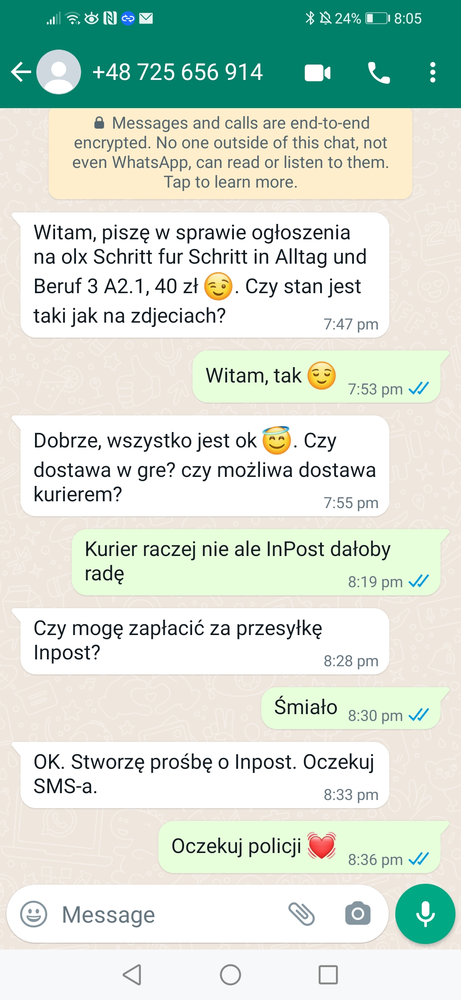 24% 8:05
+48 725 656 914
Messages and calls are end-to-end
encrypted. No one outside of this chat, not
even WhatsApp, can read or listen to them.
Tap to learn more.
Witam, piszę w sprawie ogłoszenia
na olx Schritt fur Schritt in Alltag und
Beruf 3 A2.1, 40 zł 😉. Czy stan jest
taki jak na zdjeciach?
7:47 pm
Witam, tak 😌
7:53 pm
Dobrze, wszystko jest ok 😇. Czy
dostawa w gre? czy możliwa dostawa
kurierem?
7:55 pm
Kurier raczej nie ale InPost dałoby
radę
8:19 pm
Czy mogę zapłacić za przesyłkę
Inpost?
8:28 pm
Śmiało
8:30 pm
OK. Stworzę prośbę o Inpost. Oczekuj
SMS-a.
8:33 pm
Oczekuj policji 💓
8:36 pm
Message